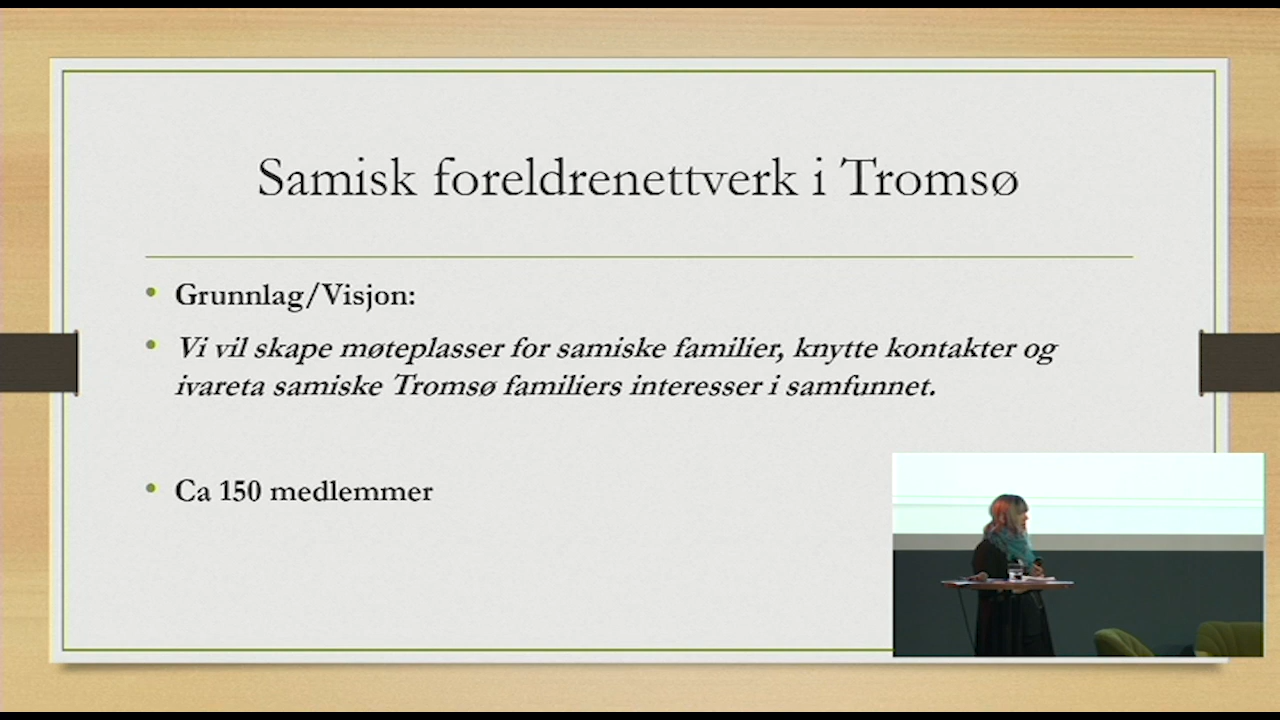 Samisk foreldrenettverk i Tromsø
• Grunnlag/Visjon:
• Vi vil skape møteplasser for samiske familier, knytte kontakter og
ivareta samiske Tromsø familiers interesser i samfunnet.
• Ca 150 medlemmer